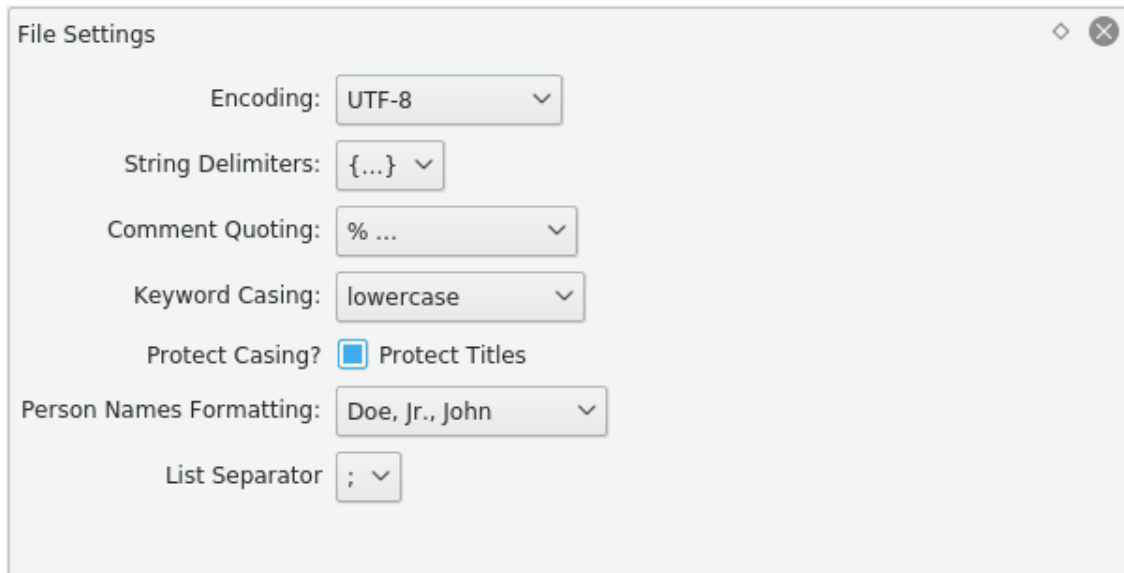 File Settings
Encoding: UTF-8
String Delimiters: {...}
Comment Quoting: % ...
Keyword Casing: lowercase
Protect Casing? Protect Titles
Person Names Formatting: Doe, Jr., John
List Separator ;